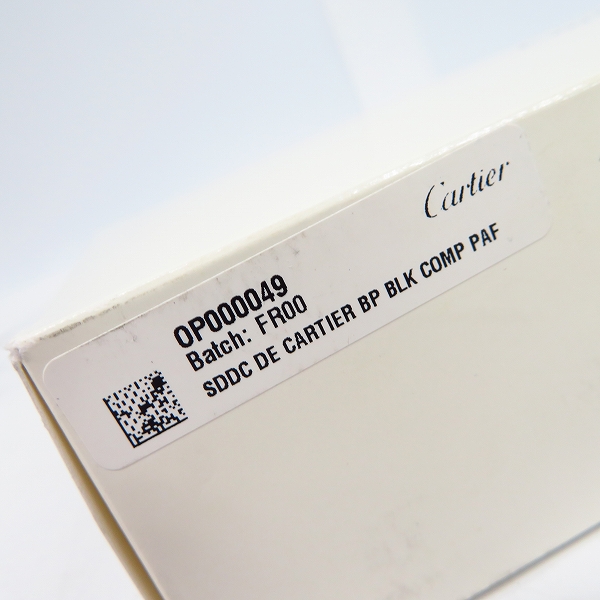 Cartier
OP000049
Batch: FR00
SDDC DE CARTIER BP BLK COMP PAF